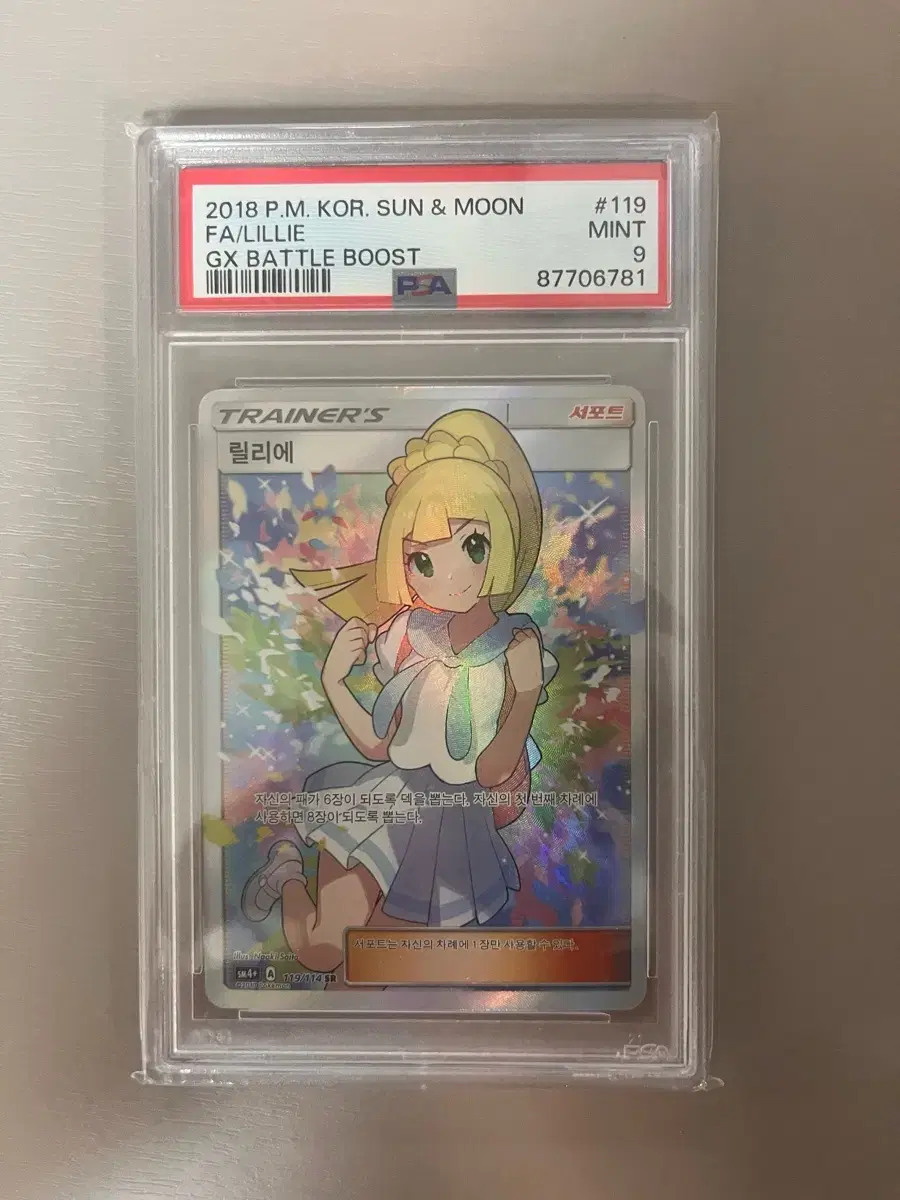 2018 P.M. KOR. SUN & MOON #119
FA/LILLIE MINT
GX BATTLE BOOST 9
PSA 87706781
TRAINER'S 서포트
릴리에
자신의 패가 6장이 되도록 덱을 뽑는다. 자신의 첫 번째 차례에
사용하면 8장이 되도록 뽑는다.
서포트는 자신의 차례에 1장만 사용할 수 있다.
illus. Naoki Saito
SM4+ A 119/114 SR
PSA